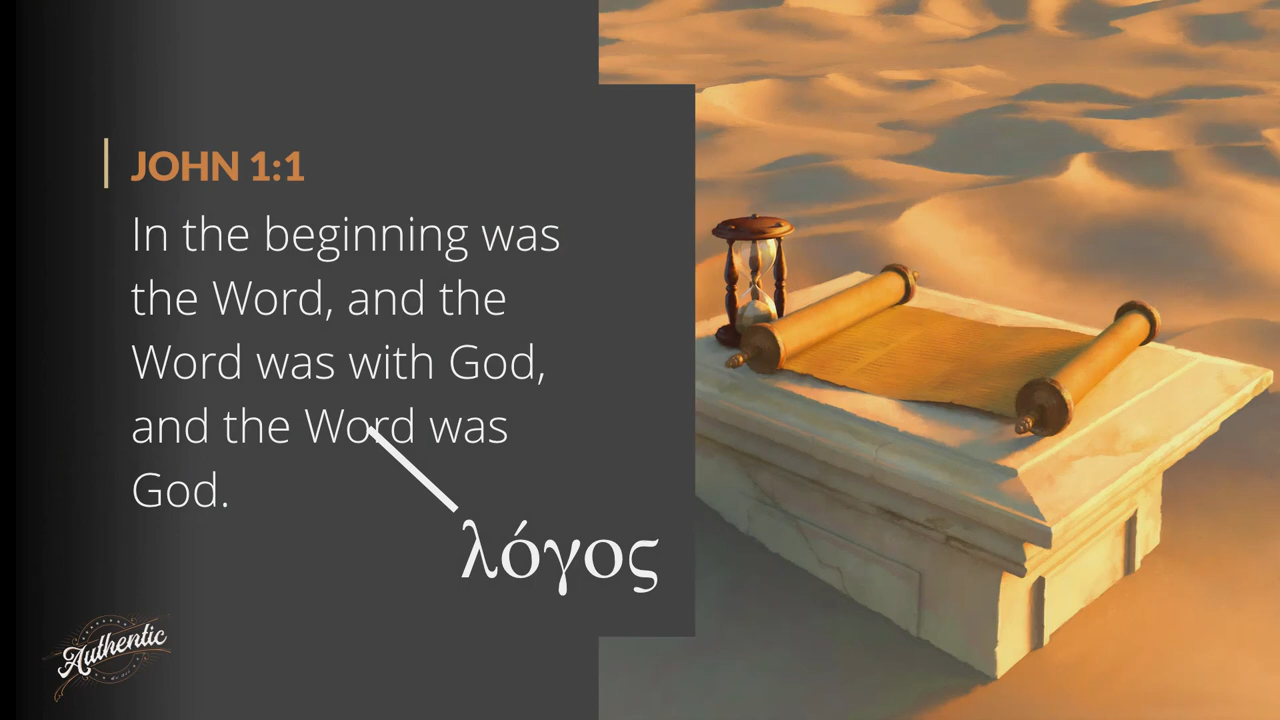 JOHN 1:1
In the beginning was
the Word, and the
Word was with God,
and the Word was
God.
λόγος
Authentic